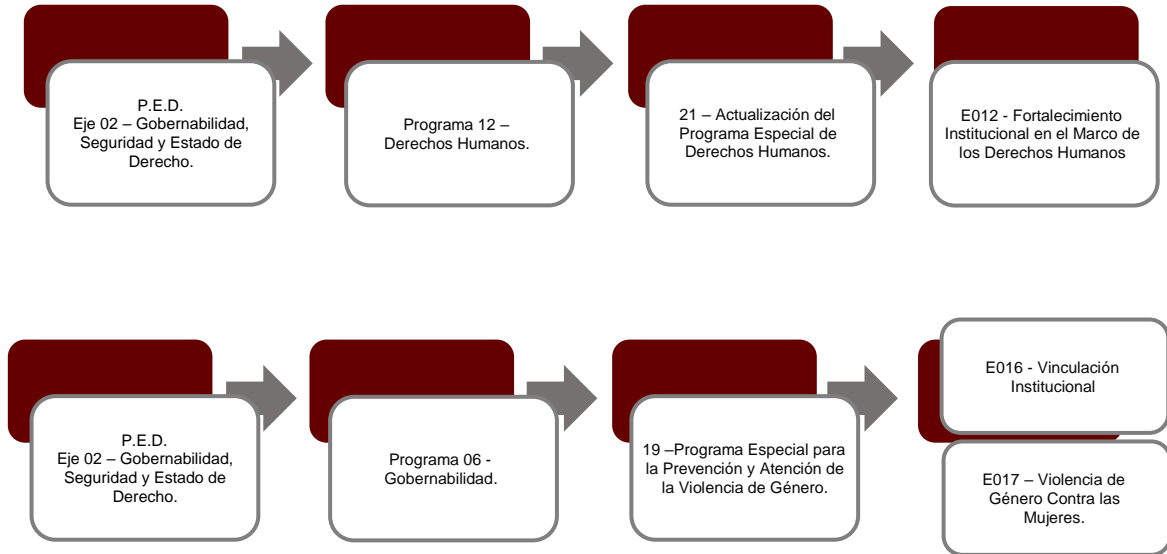 P.E.D.
Eje 02 – Gobernabilidad,
Seguridad y Estado de
Derecho.
Programa 12 –
Derechos Humanos.
21 – Actualización del
Programa Especial de
Derechos Humanos.
E012 - Fortalecimiento
Institucional en el Marco de
los Derechos Humanos
P.E.D.
Eje 02 – Gobernabilidad,
Seguridad y Estado de
Derecho.
Programa 06 -
Gobernabilidad.
19 –Programa Especial para
la Prevención y Atención de
la Violencia de Género.
E016 - Vinculación
Institucional
E017 – Violencia de
Género Contra las
Mujeres.